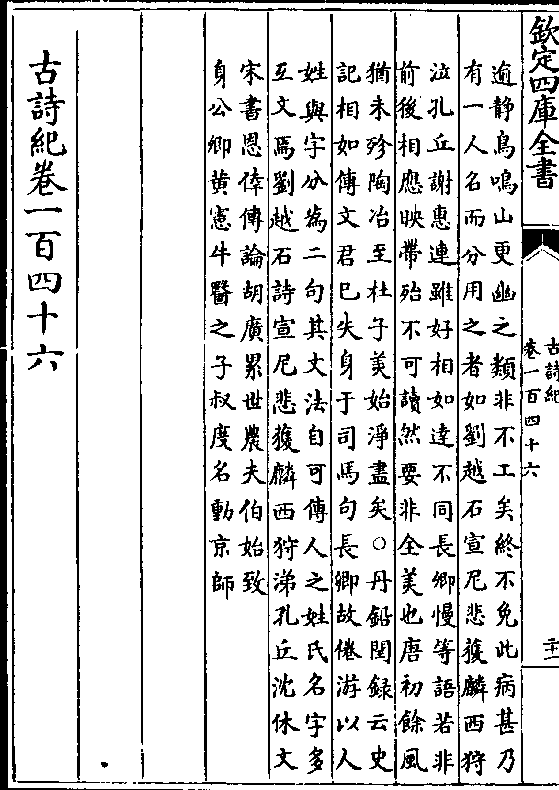 欽定四庫全書
古詩紀
卷一百四十六
二十一
逾静鳥鳴山更幽之類非不工矣終不免此病甚乃
有一人名而分用之者如劉越石宣尼悲獲麟西狩
泣孔丘謝惠連雖好相如達不同長卿慢等語若非
前後相應映帶殆不可讀然要非全美也唐初餘風
猶未殄陶冶至杜子美始淨盡矣○丹鉛閏録云史
記相如傳文君已失身于司馬句長卿故倦游以人
姓與字分為二句其文法自可傳人之姓氏名字多
互文焉劉越石詩宣尼悲獲麟西狩涕孔丘沈休文
宋書恩倖傳論胡廣累世農夫伯始致
身公卿黄憲牛醫之子叔度名動京師
古詩紀卷一百四十六